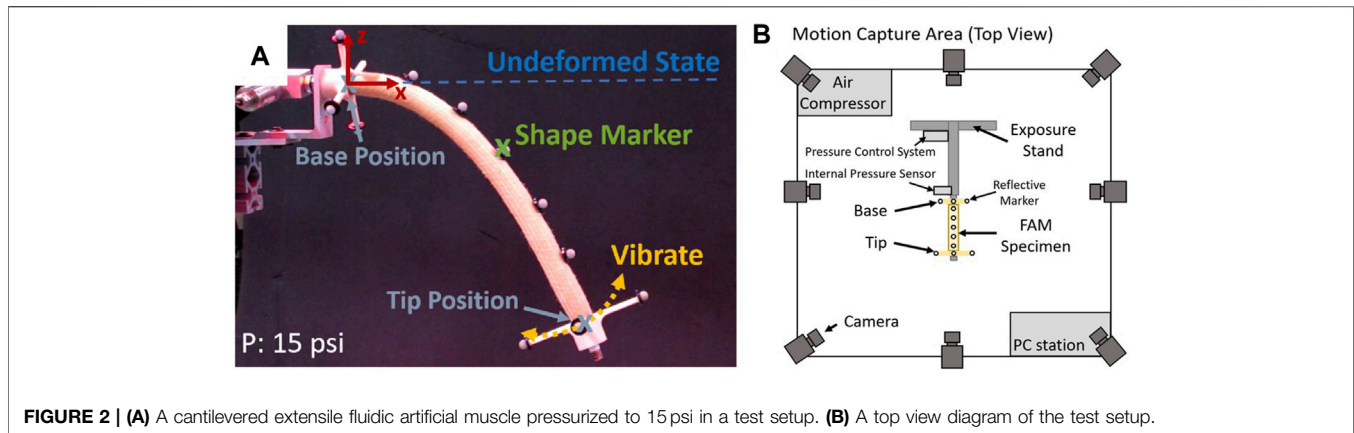 A
z
Undeformed State
x
Shape Marker
Base Position
Vibrate
Tip Position
P: 15 psi
B
Motion Capture Area (Top View)
Air
Compressor
Exposure
Stand
Pressure Control System
Internal Pressure Sensor
Reflective
Marker
Base
FAM
Specimen
Tip
Camera
PC station
FIGURE 2 | (A) A cantilevered extensile fluidic artificial muscle pressurized to 15 psi in a test setup. (B) A top view diagram of the test setup.